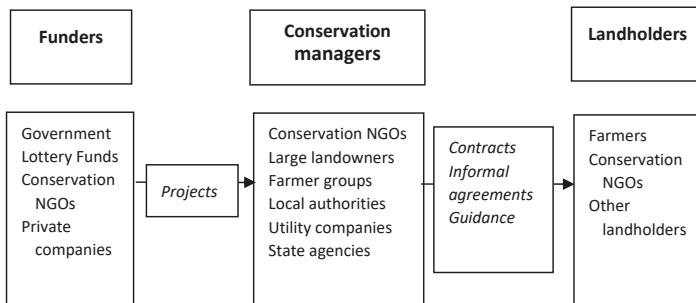 Funders
Conservation
managers
Landholders
Government
Lottery Funds
Conservation
NGOs
Private
companies
Projects
Conservation NGOs
Large landowners
Farmer groups
Local authorities
Utility companies
State agencies
Contracts
Informal
agreements
Guidance
Farmers
Conservation
NGOs
Other
landholders